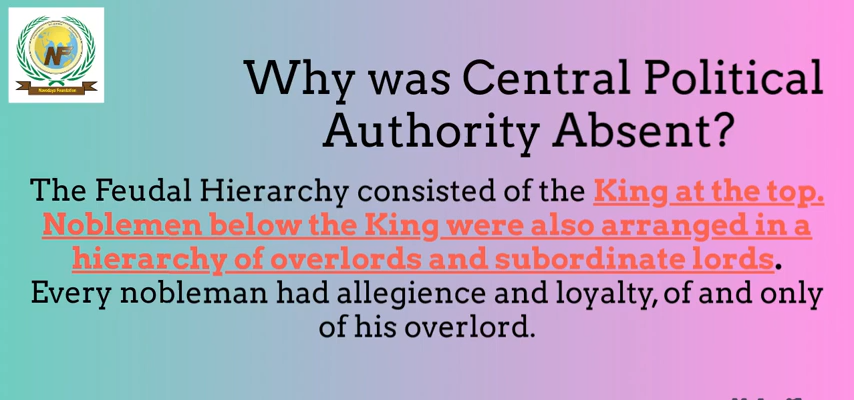 NF
Why was Central Political
Authority Absent?
The Feudal Hierarchy consisted of the King at the top.
Noblemen below the King were also arranged in a
hierarchy of overlords and subordinate lords.
Every nobleman had allegience and loyalty, of and only
of his overlord.